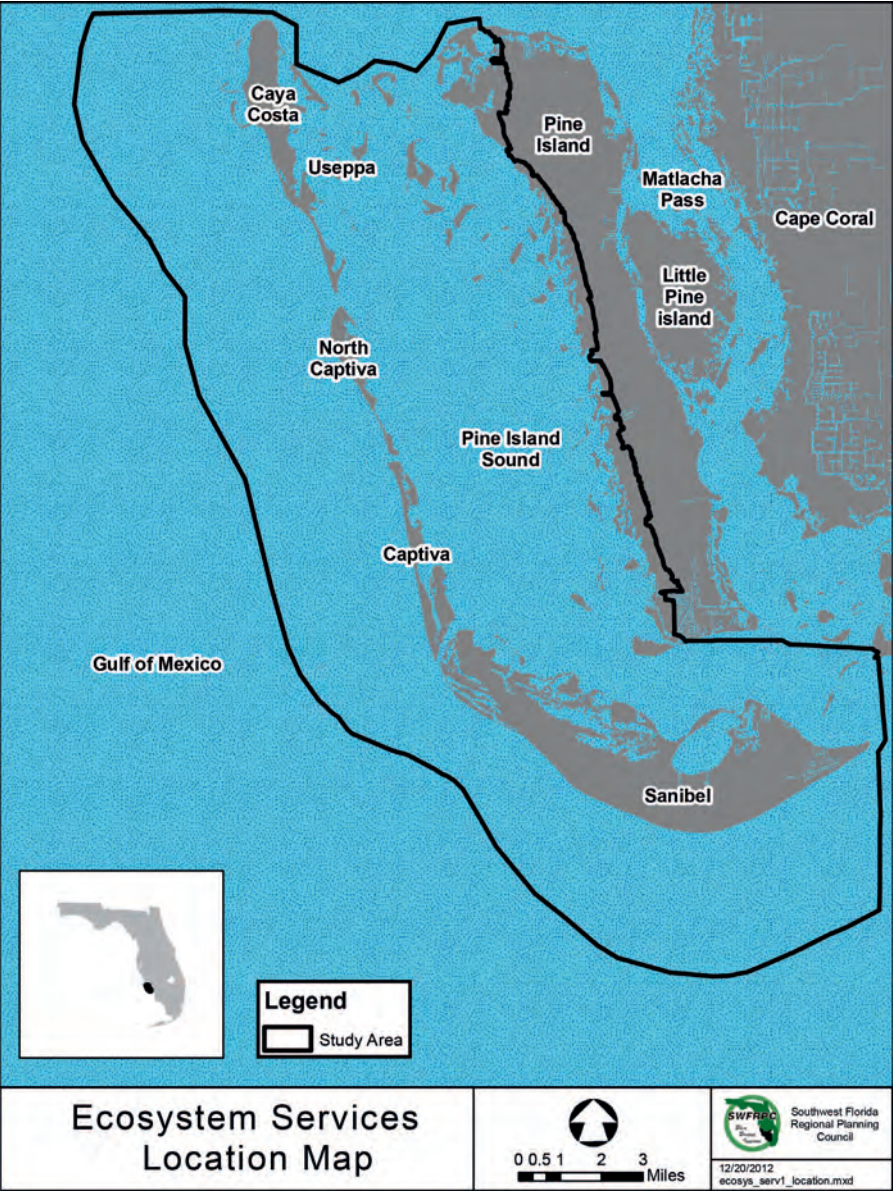 Caya
Costa
Useppa
Pine
Island
Matlacha
Pass
Cape Coral
Little
Pine
island
North
Captiva
Pine Island
Sound
Captiva
Gulf of Mexico
Sanibel
Legend
Study Area
Ecosystem Services
Location Map
0 0.5 1 2 3
Miles
SWFRPC
Southwest Florida
Regional Planning
Council
12/20/2012
ecosys_serv1_location.mxd